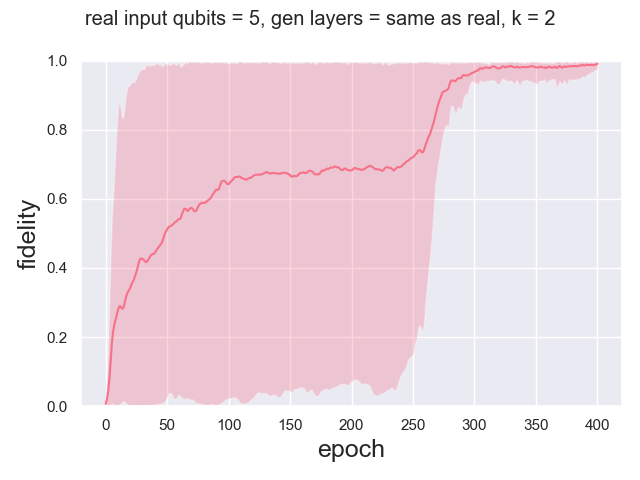 real input qubits = 5, gen layers = same as real, k = 2
1.0
0.8
0.6
0.4
0.2
0.0
fidelity
0 50 100 150 200 250 300 350 400
epoch